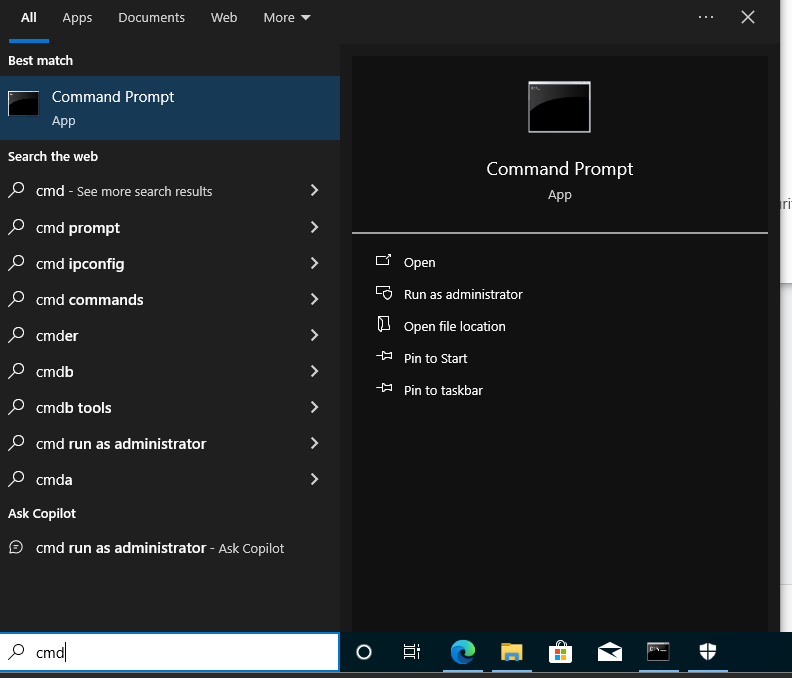 All Apps Documents Web More
Best match
Command Prompt
App
Search the web
cmd - See more search results
cmd prompt
cmd ipconfig
cmd commands
cmder
cmdb
cmdb tools
cmd run as administrator
cmda
Ask Copilot
cmd run as administrator - Ask Copilot
cmd
Command Prompt
App
Open
Run as administrator
Open file location
Pin to Start
Pin to taskbar